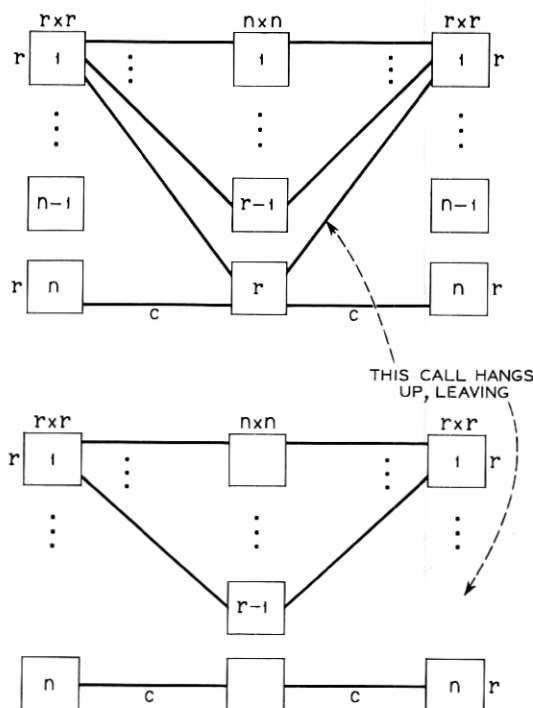 r×r n×n r×r
r 1 1 1 r
n-1 r-1 n-1
r n r n r
c c
THIS CALL HANGS
UP, LEAVING
r×r n×n r×r
r 1 1 r
r-1
n n r
c c